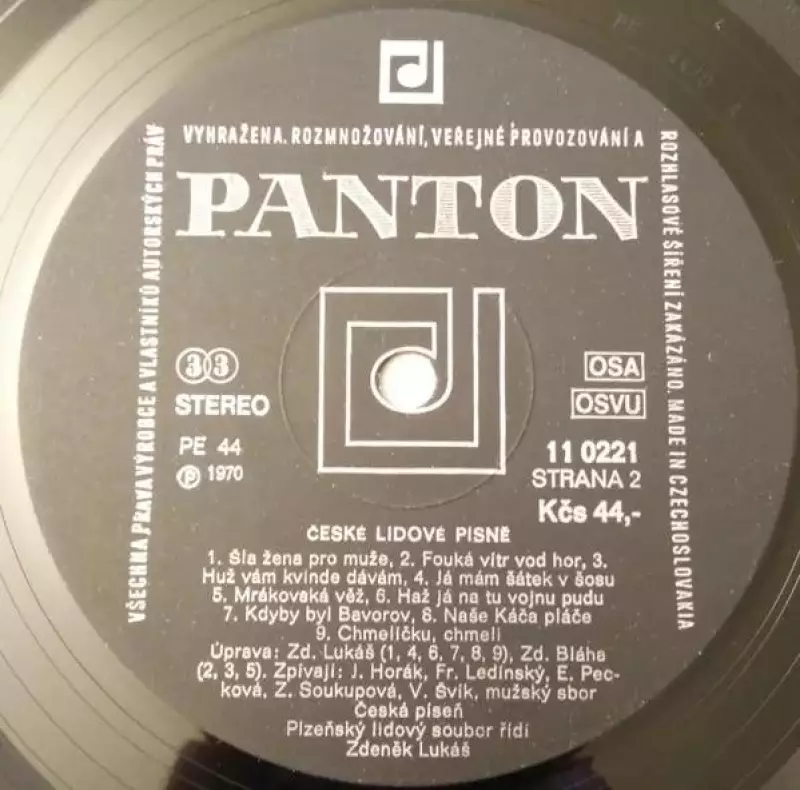 VYHRAŽENA. ROZMNOŽOVÁNÍ, VEŘEJNÉ PROVOZOVÁNÍ A
VŠECHNA PRÁVA VÝROBCE A VLASTNÍKŮ AUTORSKÝCH PRÁV
ROZHLASOVÉ ŠÍŘENÍ ZAKÁZÁNO. MADE IN CZECHOSLOVAKIA
PANTON
33
STEREO
PE 44
Ⓟ 1970
OSA
OSVU
11 0221
STRANA 2
Kčs 44,-
ČESKÉ LIDOVÉ PÍSNĚ
1. Šla žena pro muže, 2. Fouká vítr vod hor, 3.
Huž vám kvinde dávám, 4. Já mám šátek v šosu
5. Mrákovská věž, 6. Haž já na tu vojnu pudu
7. Kdyby byl Bavorov, 8. Naše Káča pláče
9. Chmelíčku, chmeli
Úprava: Zd. Lukáš (1, 4, 6, 7, 8, 9), Zd. Bláha
(2, 3, 5). Zpívají: J. Horák, Fr. Ledinský, E. Pec-
ková, Z. Soukupová, V. Švik, mužský sbor
Česká píseň
Plzeňský lidový soubor řídí
Zdeněk Lukáš